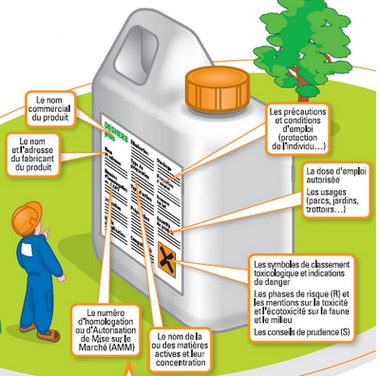 Le nom
commercial
du produit
Le nom
et l'adresse
du fabricant
du produit
DESHERB
Les précautions
et conditions
d'emploi
(protection
de l'individu...)
La dose d'emploi
autorisée
Les usages
(parcs, jardins,
trottoirs...)
Les symboles de classement
toxicologique et indications
de danger
Les phases de risque (R) et
les mentions sur la toxicité
et l'écotoxicité sur la faune
et le milieu
Les conseils de prudence (S)
Le numéro
d'homologation
ou d'Autorisation
de Mise sur le
Marché (AMM)
Le nom de la
ou des matières
actives et leur
concentration